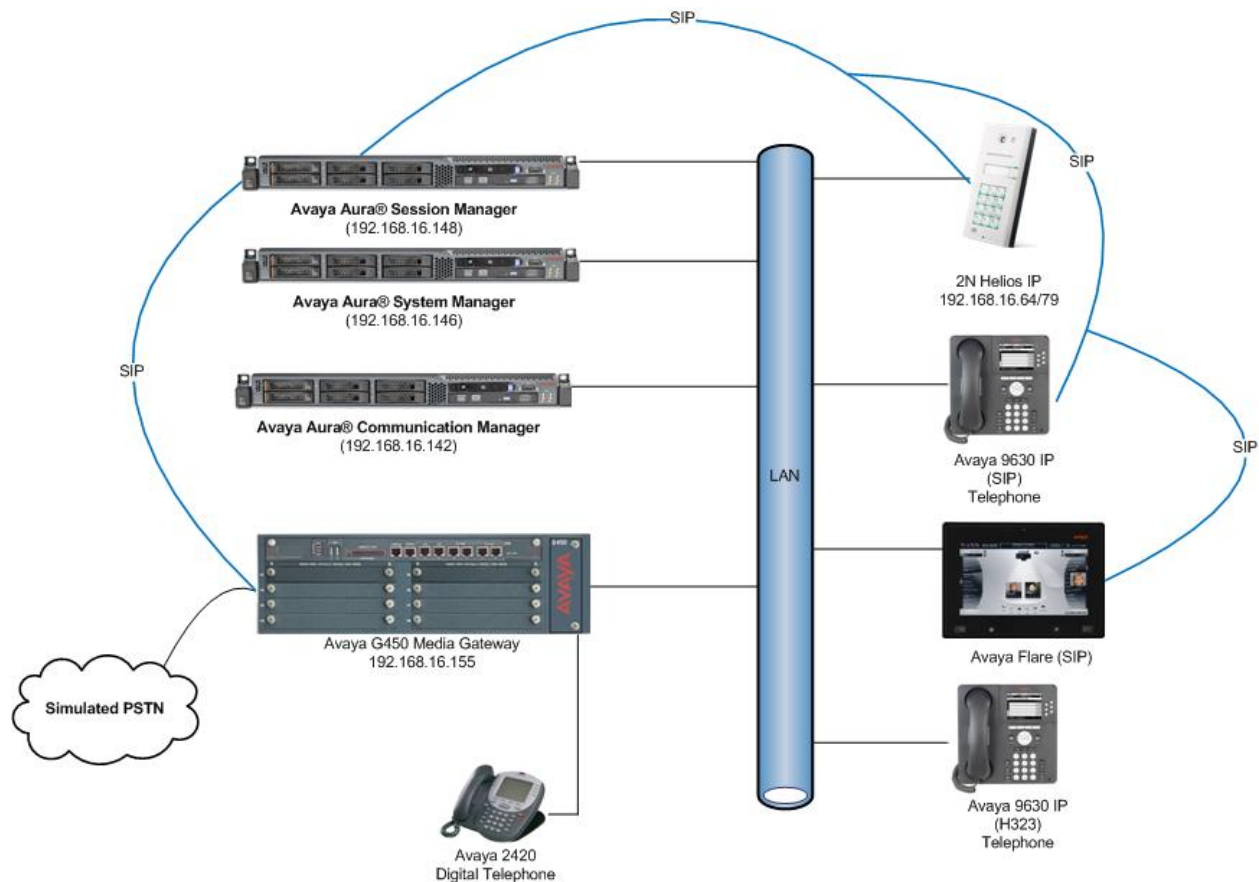 SIP
SIP
SIP
SIP
Avaya Aura® Session Manager
(192.168.16.148)
Avaya Aura® System Manager
(192.168.16.146)
Avaya Aura® Communication Manager
(192.168.16.142)
AVAYA
Avaya G450 Media Gateway
192.168.16.155
Simulated PSTN
Avaya 2420
Digital Telephone
LAN
2N Helios IP
192.168.16.64/79
Avaya 9630 IP
(SIP)
Telephone
Avaya Flare (SIP)
Avaya 9630 IP
(H323)
Telephone